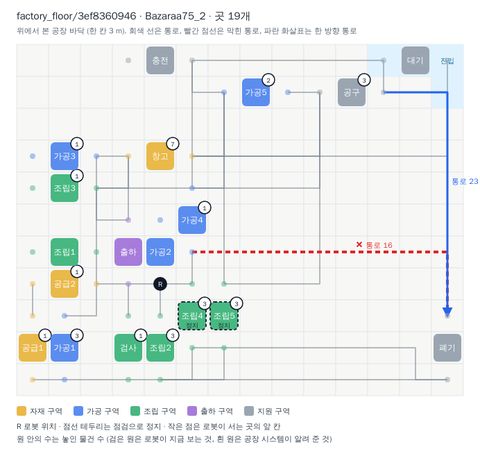 factory_floor/3ef8360946 · Bazaraa75_2 · 곳 19개
위에서 본 공장 바닥 (한 칸 3 m). 회색 선은 통로, 빨간 점선은 막힌 통로, 파란 화살표는 한 방향 통로
충전
대기
가공5
2
공구
3
통로 23
가공3
1
창고
7
조립3
1
가공4
1
조립1
출하
가공2
✕ 통로 16
공급2
1
R
조립4
3
정지
조립5
3
정지
공급1
1
가공1
3
검사
1
조립2
3
폐기
자재 구역
가공 구역
조립 구역
출하 구역
지원 구역
R 로봇 위치 · 점선 테두리는 점검으로 정지 · 작은 점은 로봇이 서는 곳의 앞 칸
원 안의 수는 놓인 물건 수 (검은 원은 로봇이 지금 보는 것, 흰 원은 공장 시스템이 알려 준 것)